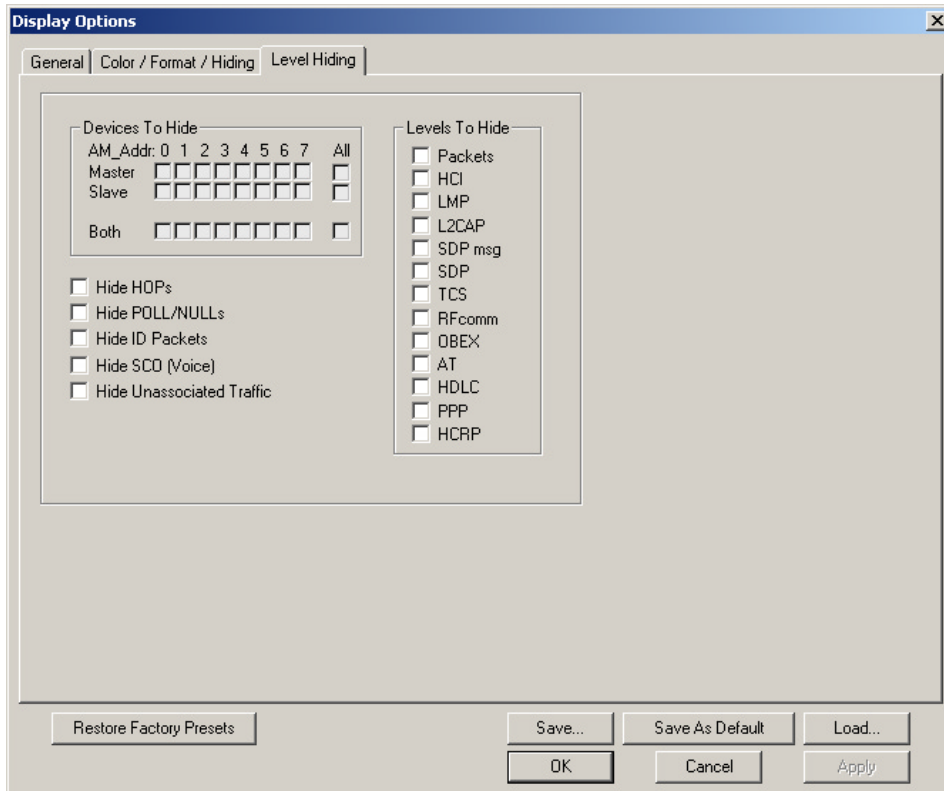 Display Options
General Color / Format / Hiding Level Hiding
Devices To Hide
AM_Addr: 0 1 2 3 4 5 6 7 All
Master
Slave
Both
Hide HOPs
Hide POLL/NULLs
Hide ID Packets
Hide SCO (Voice)
Hide Unassociated Traffic
Levels To Hide
Packets
HCI
LMP
L2CAP
SDP msg
SDP
TCS
RFcomm
OBEX
AT
HDLC
PPP
HCRP
Restore Factory Presets Save... Save As Default Load...
OK Cancel Apply